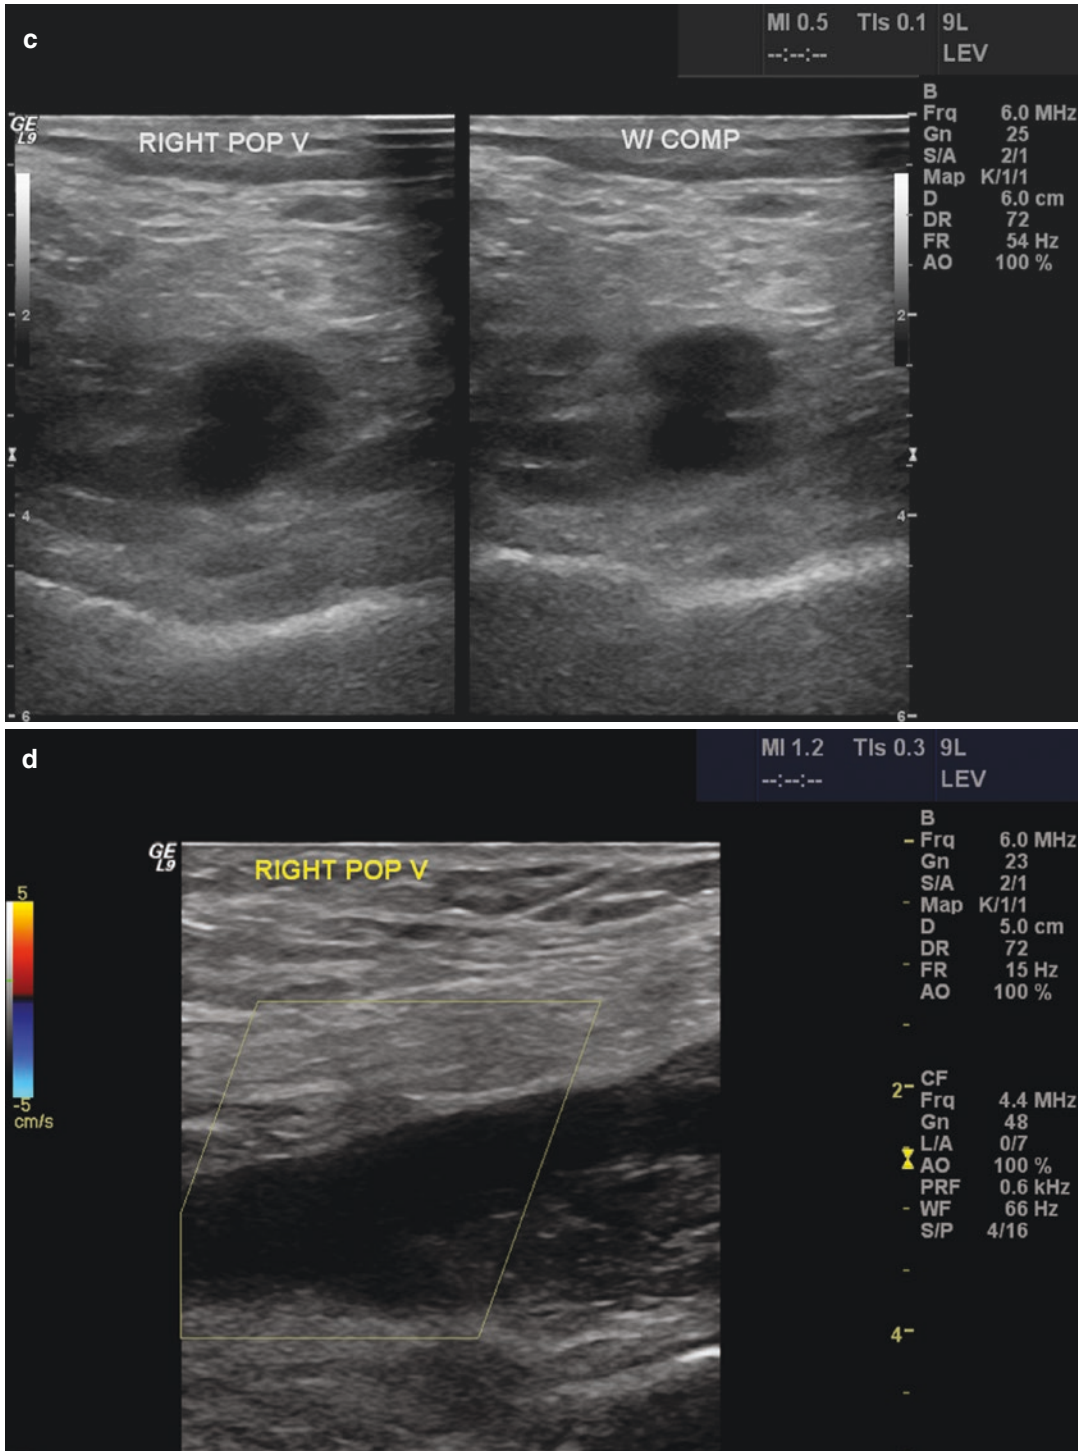 c
MI 0.5 TIs 0.1 9L
--:--:-- LEV
GE
L9
RIGHT POP V
W/ COMP
B
Frq 6.0 MHz
Gn 25
S/A 2/1
Map K/1/1
D 6.0 cm
DR 72
FR 54 Hz
AO 100 %
2
2
4
4
6
6
d
MI 1.2 TIs 0.3 9L
--:--:-- LEV
GE
L9
RIGHT POP V
5
-5
cm/s
B
Frq 6.0 MHz
Gn 23
S/A 2/1
Map K/1/1
D 5.0 cm
DR 72
FR 15 Hz
AO 100 %
2
CF
Frq 4.4 MHz
Gn 48
L/A 0/7
AO 100 %
PRF 0.6 kHz
WF 66 Hz
S/P 4/16
4